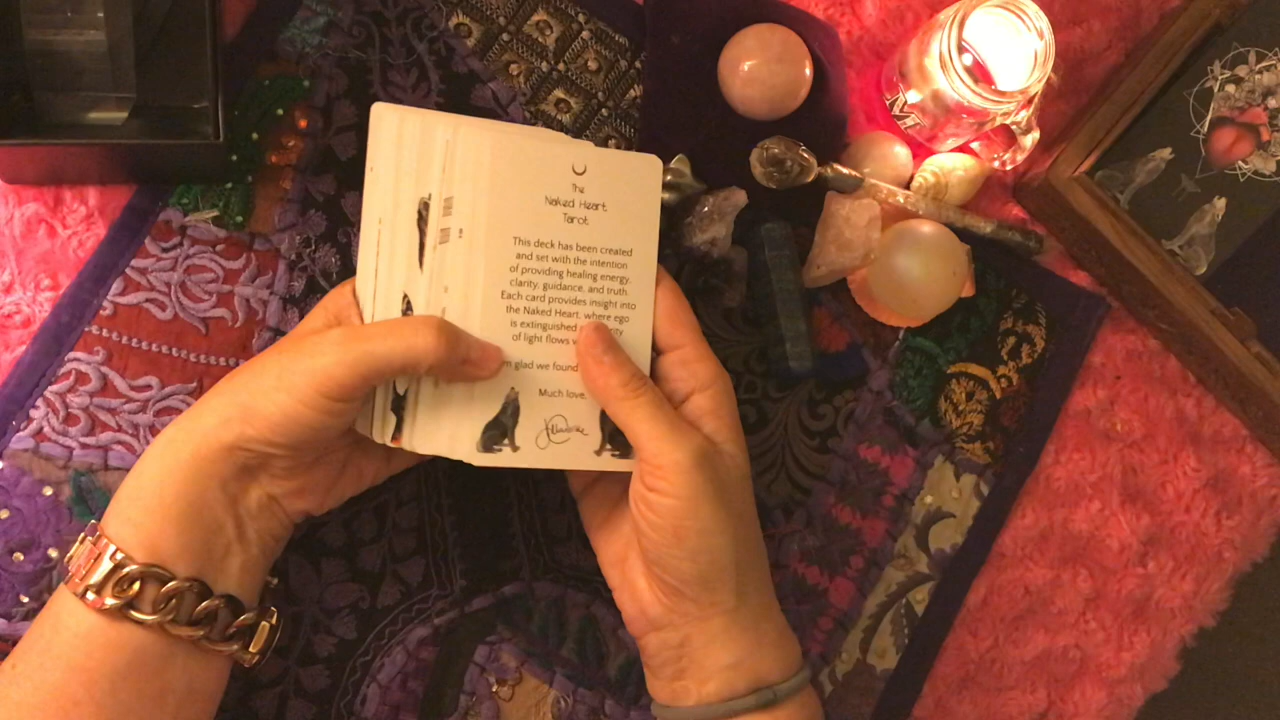 The
Naked Heart
Tarot
This deck has been created
and set with the intention
of providing healing energy,
clarity, guidance, and truth
Each card provides insight into
the Naked Heart, where ego
is extinguished
of light flows
glad we found
Much love,